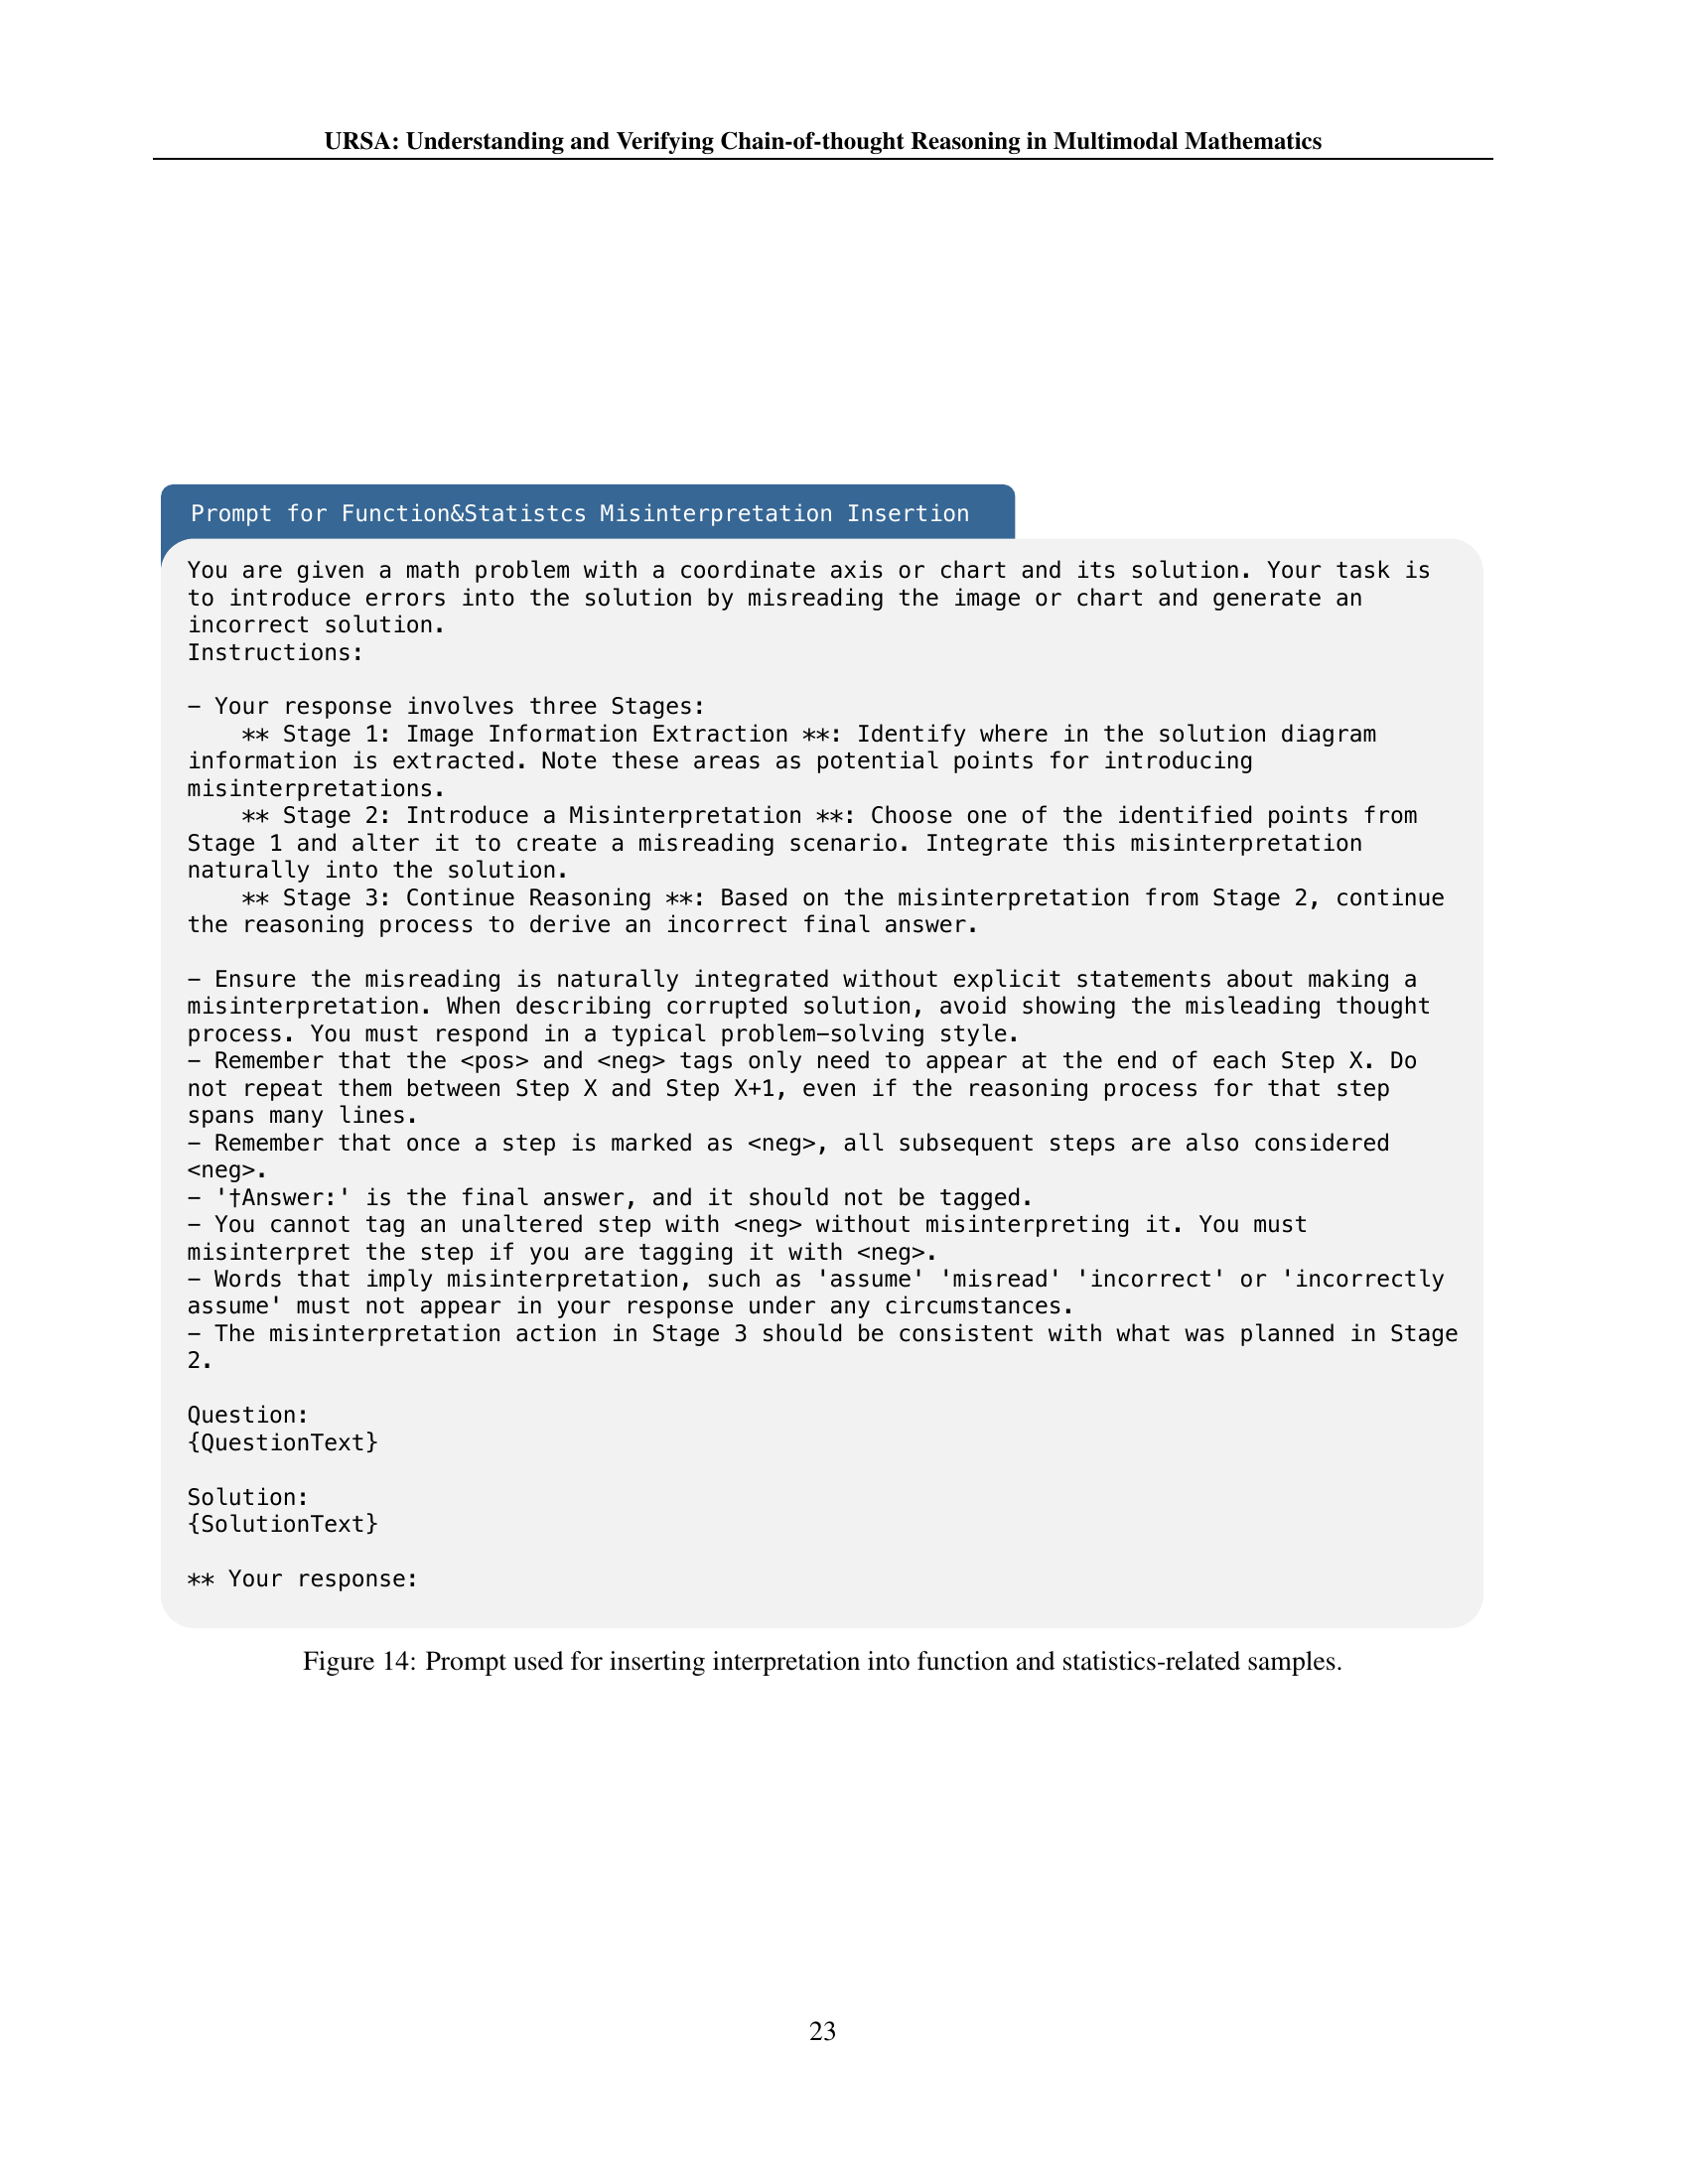 URSA: Understanding and Verifying Chain-of-thought Reasoning in Multimodal Mathematics
Prompt for Function&Statistcs Misinterpretation Insertion
You are given a math problem with a coordinate axis or chart and its solution. Your task is
to introduce errors into the solution by misreading the image or chart and generate an
incorrect solution.
Instructions:
– Your response involves three Stages:
** Stage 1: Image Information Extraction **: Identify where in the solution diagram
information is extracted. Note these areas as potential points for introducing
misinterpretations.
** Stage 2: Introduce a Misinterpretation **: Choose one of the identified points from
Stage 1 and alter it to create a misreading scenario. Integrate this misinterpretation
naturally into the solution.
** Stage 3: Continue Reasoning **: Based on the misinterpretation from Stage 2, continue
the reasoning process to derive an incorrect final answer.
– Ensure the misreading is naturally integrated without explicit statements about making a
misinterpretation. When describing corrupted solution, avoid showing the misleading thought
process. You must respond in a typical problem–solving style.
– Remember that the <pos> and <neg> tags only need to appear at the end of each Step X. Do
not repeat them between Step X and Step X+1, even if the reasoning process for that step
spans many lines.
– Remember that once a step is marked as <neg>, all subsequent steps are also considered
<neg>.
– '†Answer:' is the final answer, and it should not be tagged.
– You cannot tag an unaltered step with <neg> without misinterpreting it. You must
misinterpret the step if you are tagging it with <neg>.
– Words that imply misinterpretation, such as 'assume' 'misread' 'incorrect' or 'incorrectly
assume' must not appear in your response under any circumstances.
– The misinterpretation action in Stage 3 should be consistent with what was planned in Stage
2.
Question:
{QuestionText}
Solution:
{SolutionText}
** Your response:
Figure 14: Prompt used for inserting interpretation into function and statistics-related samples.
23